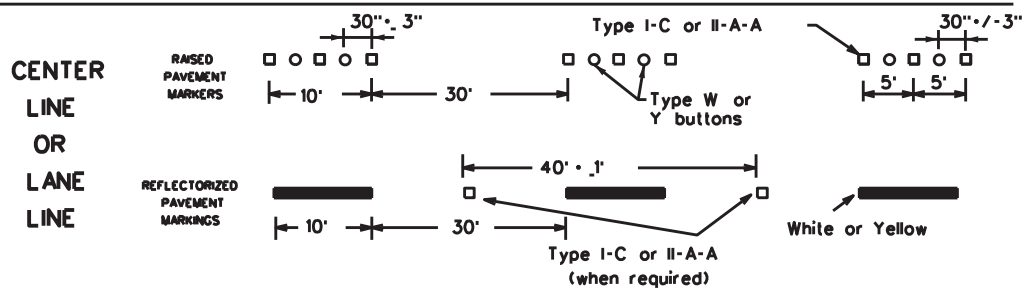 30"•_ 3"
Type I-C or II-A-A
30"+/-3"
CENTER
LINE
OR
LANE
LINE
RAISED
PAVEMENT
MARKERS
10'
30'
Type W or
Y buttons
5'
5'
40' •_1'
REFLECTORIZED
PAVEMENT
MARKINGS
10'
30'
Type I-C or II-A-A
(when required)
White or Yellow